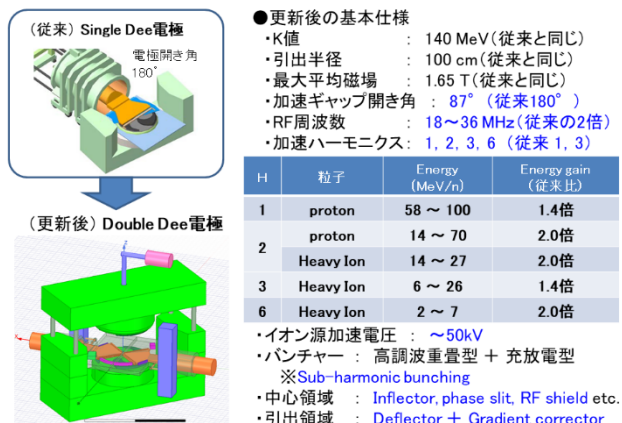 (従来) Single Dee電極
電極開き角
180°
(更新後) Double Dee電極
●更新後の基本仕様
・K値 : 140 MeV(従来と同じ)
・引出半径 : 100 cm(従来と同じ)
・最大平均磁場 : 1.65 T(従来と同じ)
・加速ギャップ開き角 : 87° (従来180° )
・RF周波数 : 18～36 MHz(従来の2倍)
・加速ハーモニクス: 1, 2, 3, 6 (従来 1, 3)
H 粒子 Energy (MeV/n) Energy gain (従来比)
1 proton 58 ～ 100 1.4倍
2 proton 14 ～ 70 2.0倍
Heavy Ion 14 ～ 27 2.0倍
3 Heavy Ion 6 ～ 26 1.4倍
6 Heavy Ion 2 ～ 7 2.0倍
・イオン源加速電圧 : ～50kV
・バンチャー : 高調波重畳型 + 充放電型
※Sub-harmonic bunching
・中心領域 : Inflector, phase slit, RF shield etc.
・引出領域 : Deflector + Gradient corrector